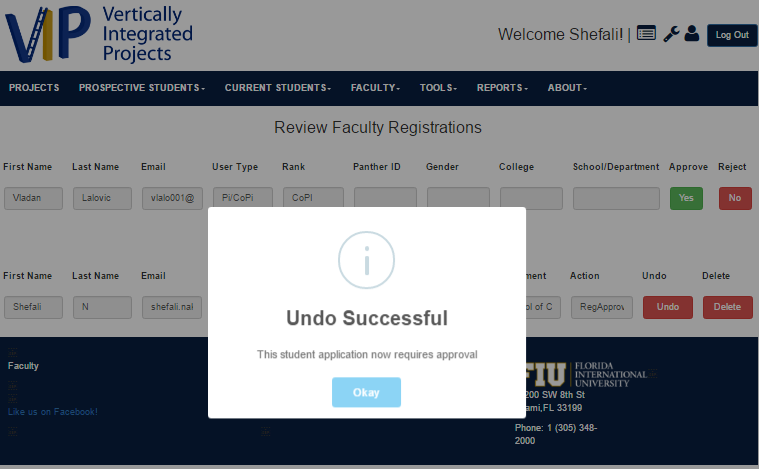 VIP Vertically
Integrated
Projects
Welcome Shefali! |
Log Out
PROJECTS PROSPECTIVE STUDENTS CURRENT STUDENTS FACULTY TOOLS REPORTS ABOUT
Review Faculty Registrations
First Name Last Name Email User Type Rank Panther ID Gender College School/Department Approve Reject
Vladan Lalovic vlalo001@ PI/CoPi CoPI Yes No
i
Undo Successful
This student application now requires approval
Okay
First Name Last Name Email ment Action Undo Delete
Shefali N shefali.nal ol of C RegApprov Undo Delete
Faculty
Like us on Facebook!
FIU FLORIDA
INTERNATIONAL
UNIVERSITY
200 SW 8th St
ami,FL 33199
Phone: 1 (305) 348-
2000